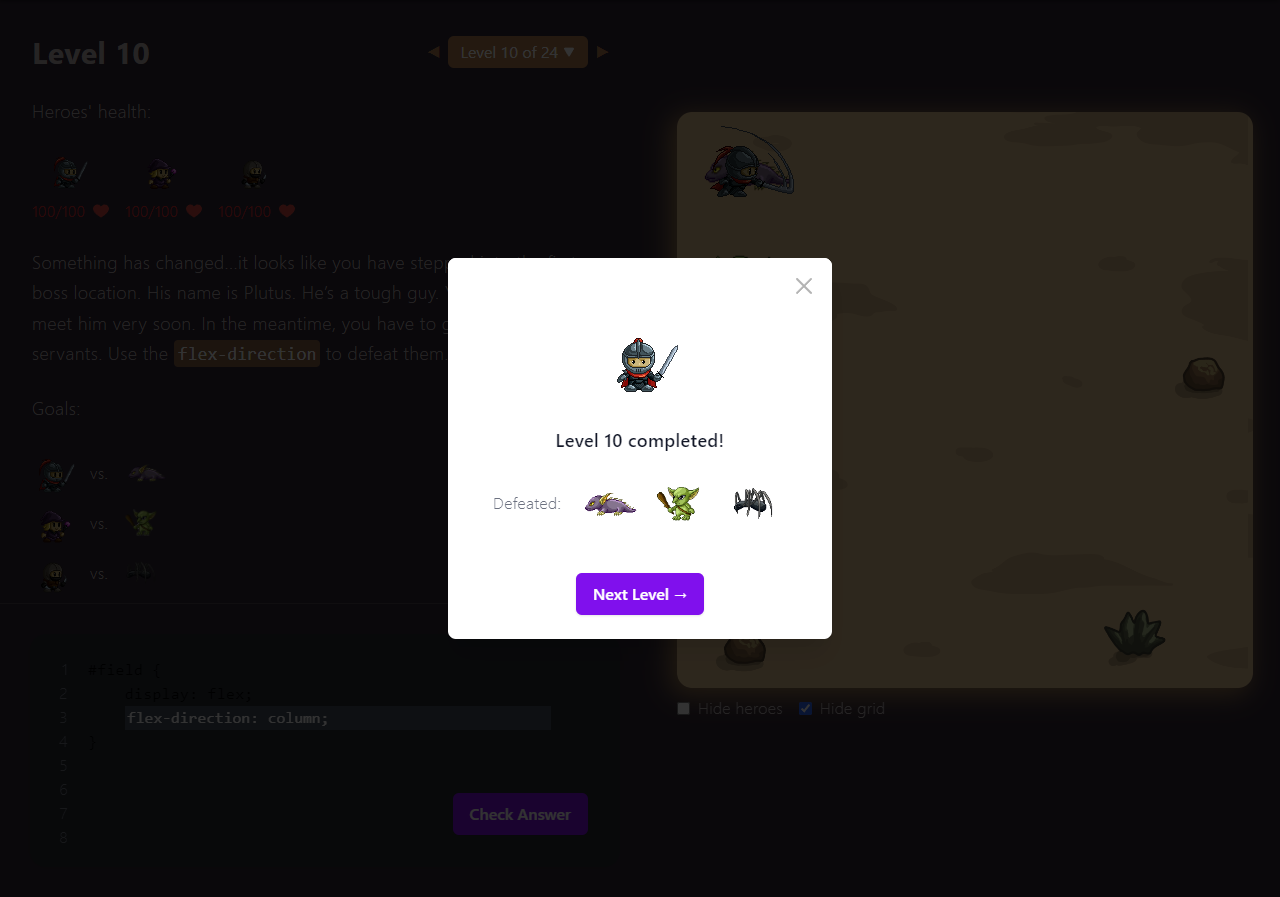 Level 10
◀ Level 10 of 24 ▼ ▶
Heroes' health:
100/100 100/100 100/100
Something has changed...it looks like you have
boss location. His name is Plutus. He's a tough guy.
meet him very soon. In the meantime, you have to
servants. Use the flex-direction to defeat them.
Goals:
vs.
vs.
vs.
1 #field {
2 display: flex;
3 flex-direction: column;
4 }
5
6
7
8
Check Answer
Level 10 completed!
Defeated:
Next Level →
Hide heroes Hide grid